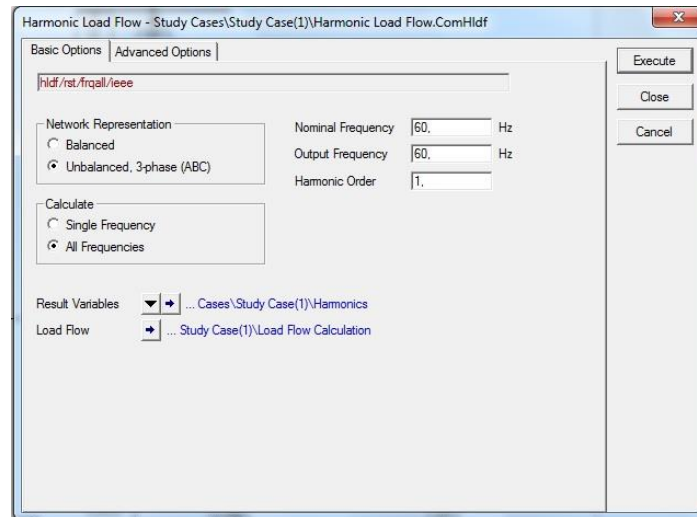 Harmonic Load Flow - Study Cases\Study Case(1)\Harmonic Load Flow.ComHldf
Basic Options Advanced Options
Execute
hldf/rst/frqall/ieee
Close
Network Representation
Nominal Frequency 60, Hz
Cancel
Balanced
Output Frequency 60, Hz
Unbalanced, 3-phase (ABC)
Harmonic Order 1,
Calculate
Single Frequency
All Frequencies
Result Variables ... Cases\Study Case(1)\Harmonics
Load Flow ... Study Case(1)\Load Flow Calculation